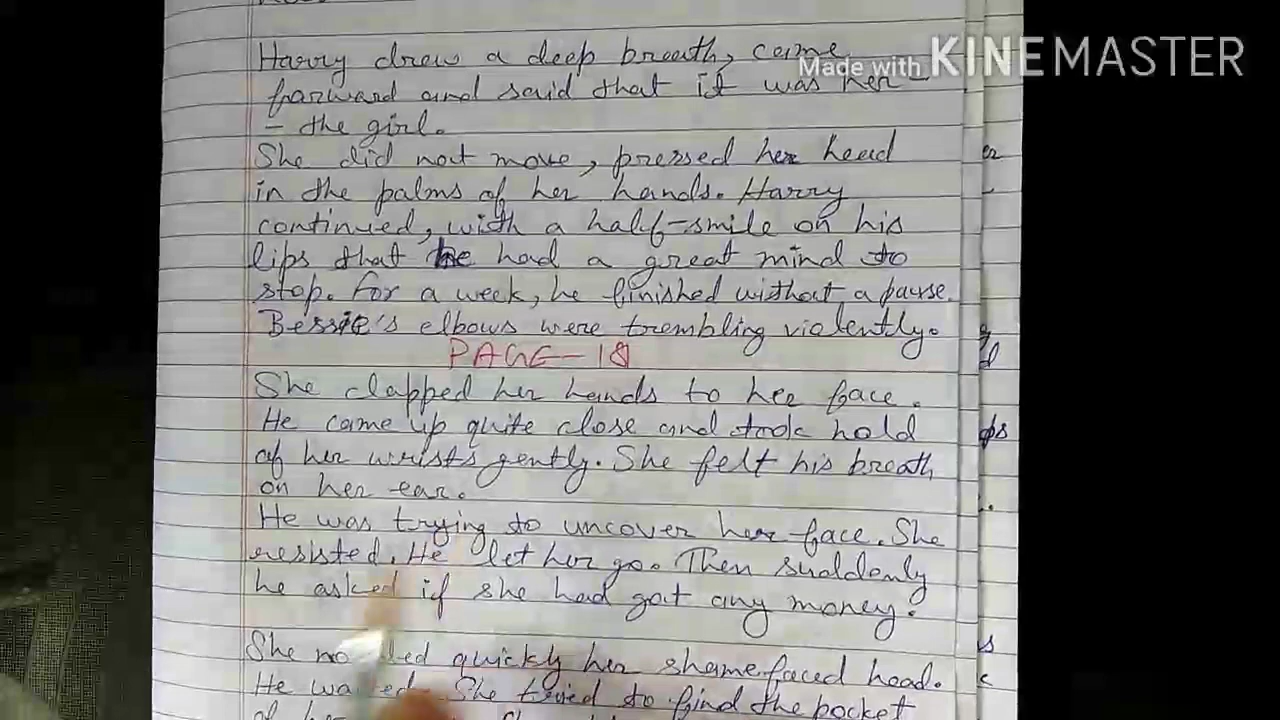 Harry drew a deep breath, came
Made with KINEMASTER
forward and said that it was her -
- the girl.
She did not move, pressed her head
in the palms of her hands. Harry
continued, with a half-smile on his
lips that he had a great mind to
stop. For a week, he finished without a pause.
Bessie's elbows were trembling violently.
PAGE-18
She clapped her hands to her face.
He came up quite close and took hold
of her wrists gently. She felt his breath
on her ear.
He was trying to uncover her face. She
resisted. He let her go. Then suddenly
he asked if she had got any money.
She quickly her shamefaced head.
He She tried to find the pocket